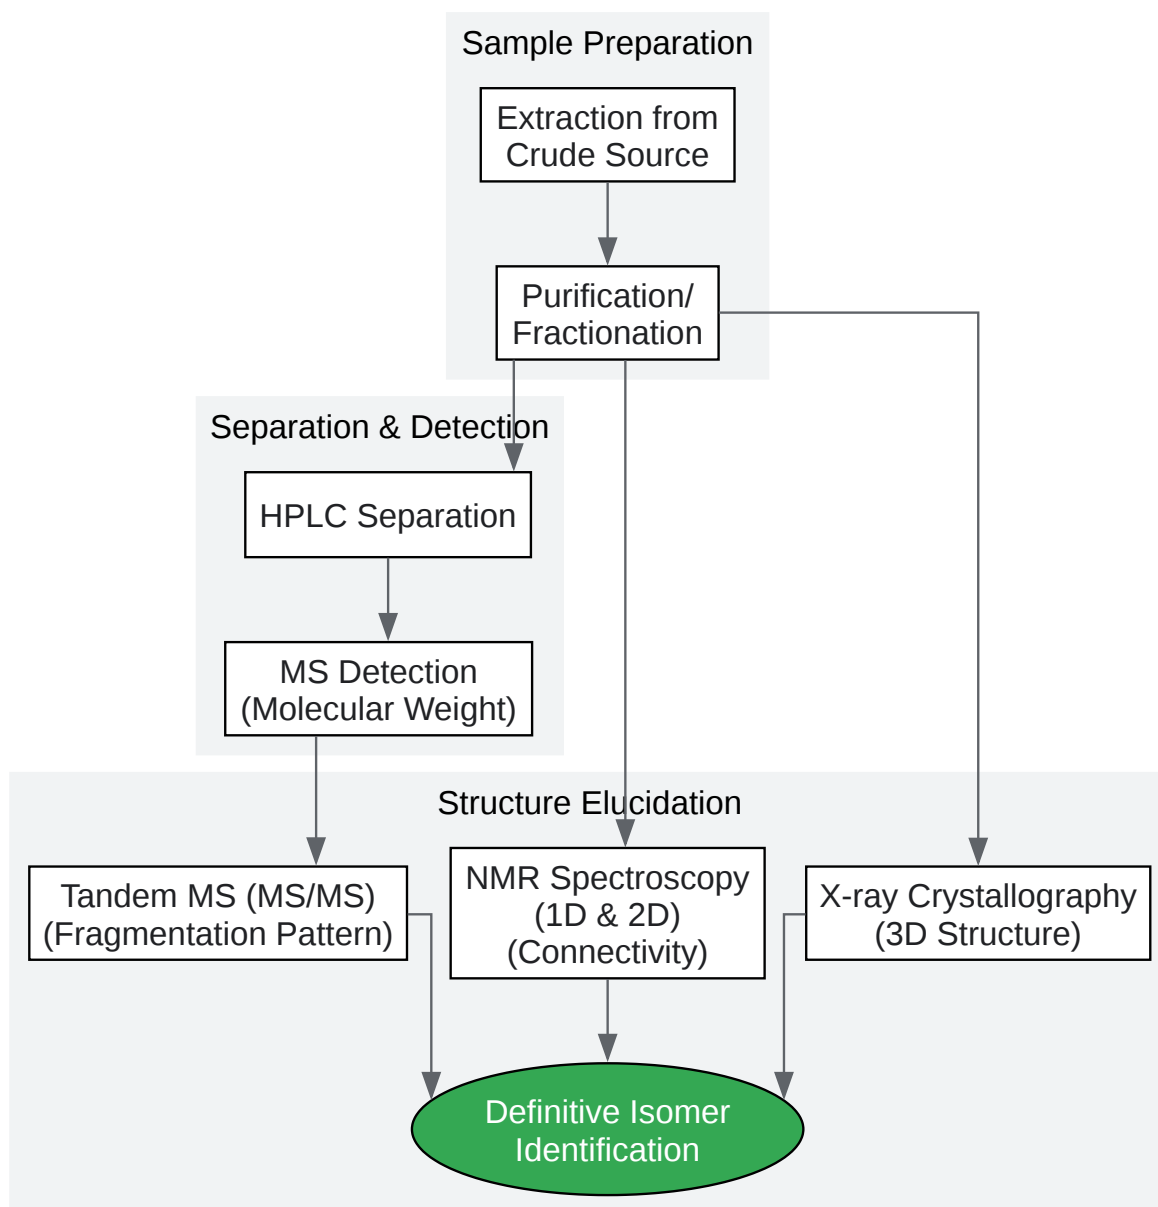 Sample Preparation
Extraction from
Crude Source
Purification/
Fractionation
Separation & Detection
HPLC Separation
MS Detection
(Molecular Weight)
Structure Elucidation
Tandem MS (MS/MS)
(Fragmentation Pattern)
NMR Spectroscopy
(1D & 2D)
(Connectivity)
X-ray Crystallography
(3D Structure)
Definitive Isomer
Identification